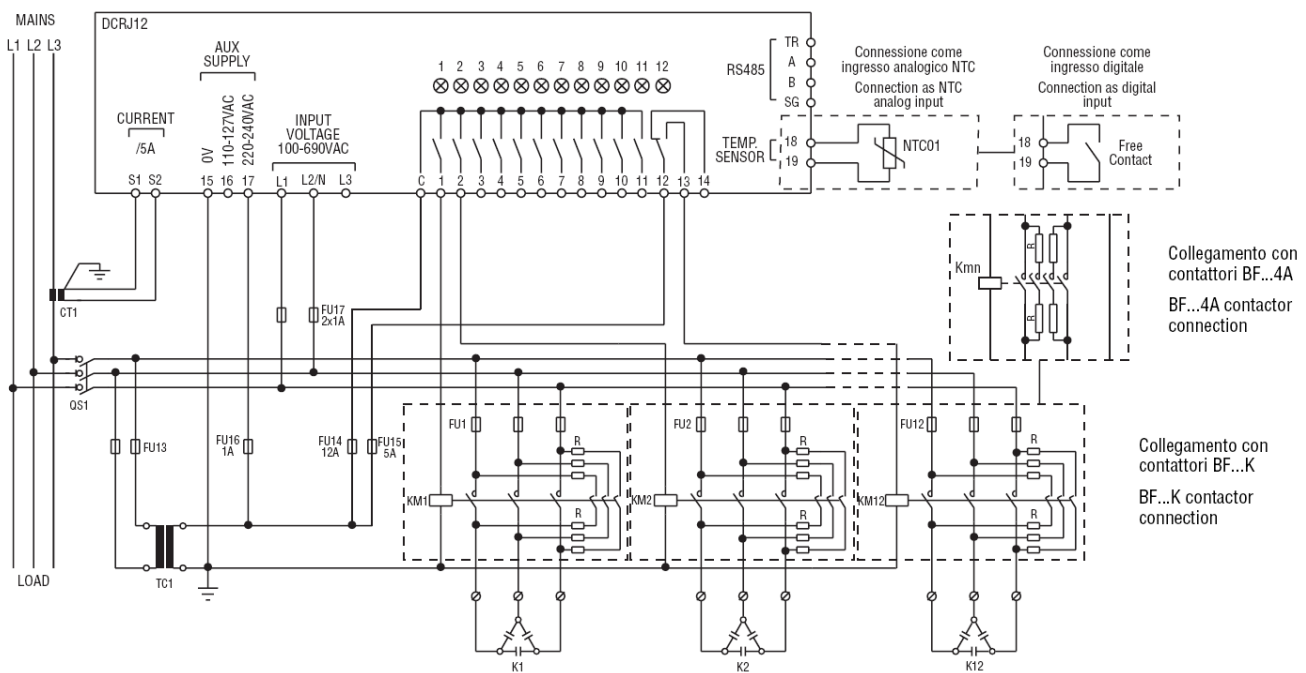 MAINS
L1 L2 L3
DCRJ12
AUX
SUPPLY
CURRENT
/5A
0V
110-127VAC
220-240VAC
INPUT
VOLTAGE
100-690VAC
1 2 3 4 5 6 7 8 9 10 11 12
RS485
TR
A
B
SG
TEMP.
SENSOR
18
19
Connessione come
ingresso analogico NTC
Connection as NTC
analog input
NTC01
Connessione come
ingresso digitale
Connection as digital
input
18
19
Free
Contact
S1 S2 15 16 17 L1 L2/N L3 C 1 2 3 4 5 6 7 8 9 10 11 12 13 14
CT1
FU17
2x1A
Kmn
R
R
Collegamento con
contattori BF...4A
BF...4A contactor
connection
QS1
FU13
FU16
1A
FU14
12A
FU15
5A
FU1
R
KM1
R
FU2
R
KM2
R
FU12
R
KM12
R
Collegamento con
contattori BF...K
BF...K contactor
connection
LOAD
TC1
K1
K2
K12